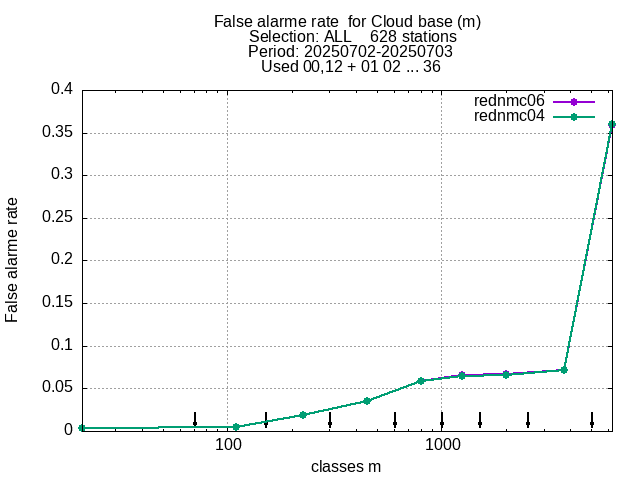 False alarme rate  for Cloud base (m)
Selection: ALL    628 stations
Period: 20250702-20250703
Used 00,12 + 01 02 ... 36
0.4
rednmc06
rednmc04
0.35
0.3
0.25
0.2
0.15
0.1
0.05
0
False alarme rate
100
1000
classes m